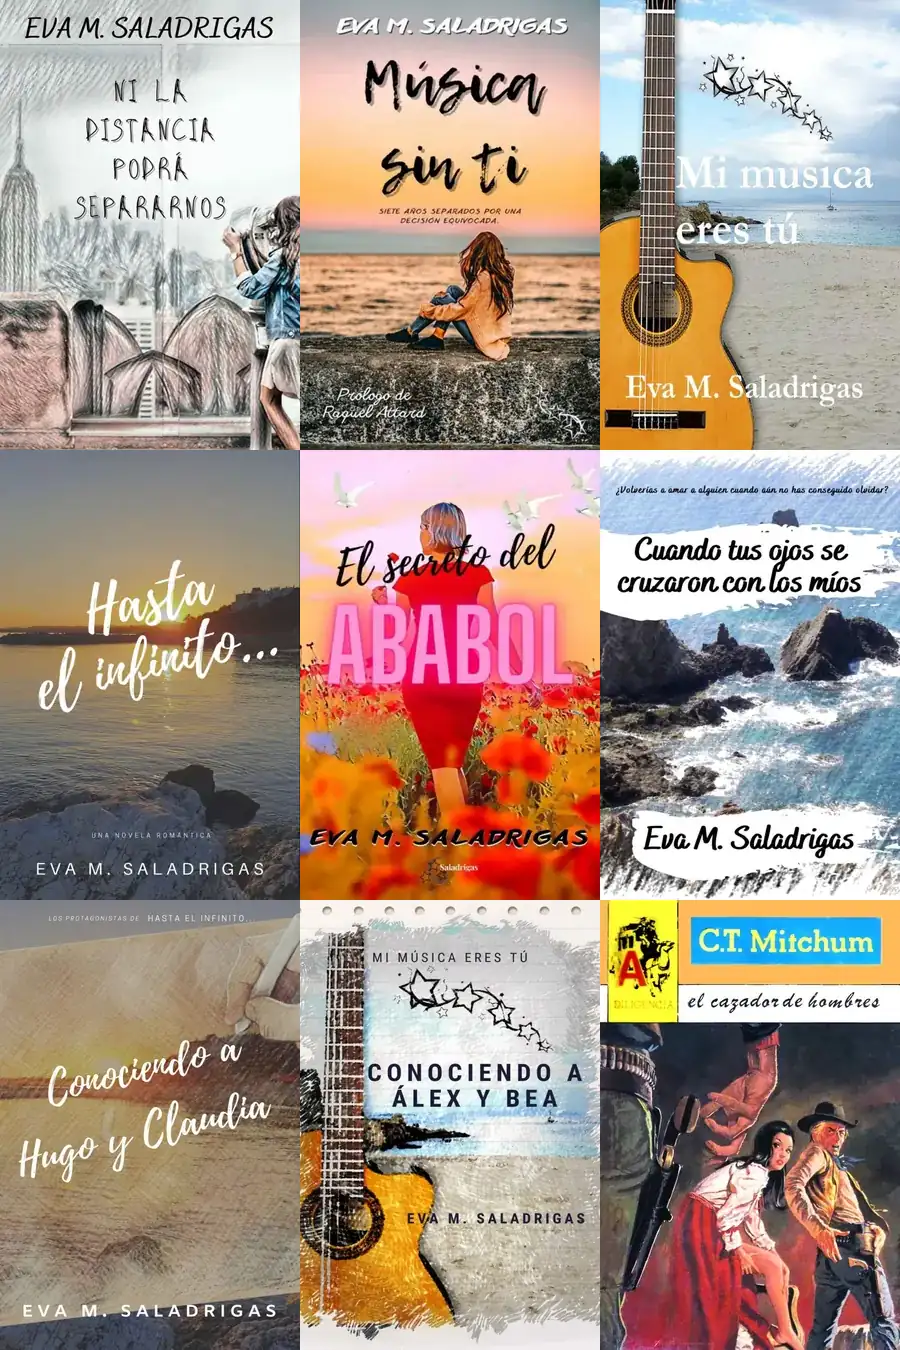 EVA M. SALADRIGAS
NI LA
DISTANCIA
PODRÁ
SEPARARNOS
EVA M. SALADRIGAS
Música
sin ti
SIETE AÑOS SEPARADOS POR UNA
DECISIÓN EQUIVOCADA.
Prólogo de
Raquel Attard
Mi musica
eres tú
Eva M. Saladrigas
Hasta
el infinito...
UNA NOVELA ROMÁNTICA
EVA M. SALADRIGAS
El secreto del
ABABOL
EVA M. SALADRIGAS
Saladrigas
¿Volverías a amar a alguien cuando aún no has conseguido olvidar?
Cuando tus ojos se
cruzaron con los míos
Eva M. Saladrigas
LOS PROTAGONISTAS DE HASTA EL INFINITO...
Conociendo a
Hugo y Claudia
EVA M. SALADRIGAS
MI MÚSICA ERES TÚ
CONOCIENDO A
ÁLEX Y BEA
EVA M. SALADRIGAS
A
DILIGENCIA
C.T. Mitchum
el cazador de hombres